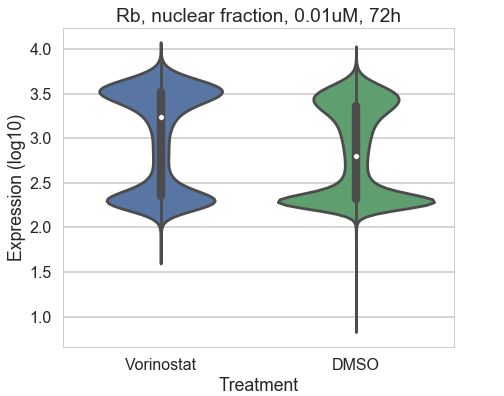 Rb, nuclear fraction, 0.01uM, 72h
Expression (log10)
4.0
3.5
3.0
2.5
2.0
1.5
1.0
Vorinostat DMSO
Treatment